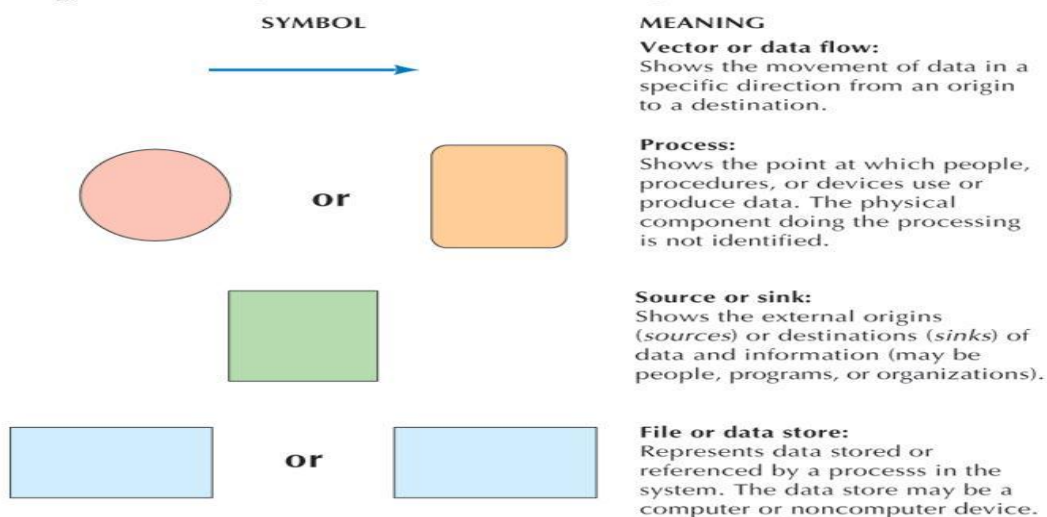 SYMBOL
MEANING
Vector or data flow:
Shows the movement of data in a
specific direction from an origin
to a destination.
Process:
Shows the point at which people,
procedures, or devices use or
produce data. The physical
component doing the processing
is not identified.
or
Source or sink:
Shows the external origins
(sources) or destinations (sinks) of
data and information (may be
people, programs, or organizations).
or
File or data store:
Represents data stored or
referenced by a processs in the
system. The data store may be a
computer or noncomputer device.